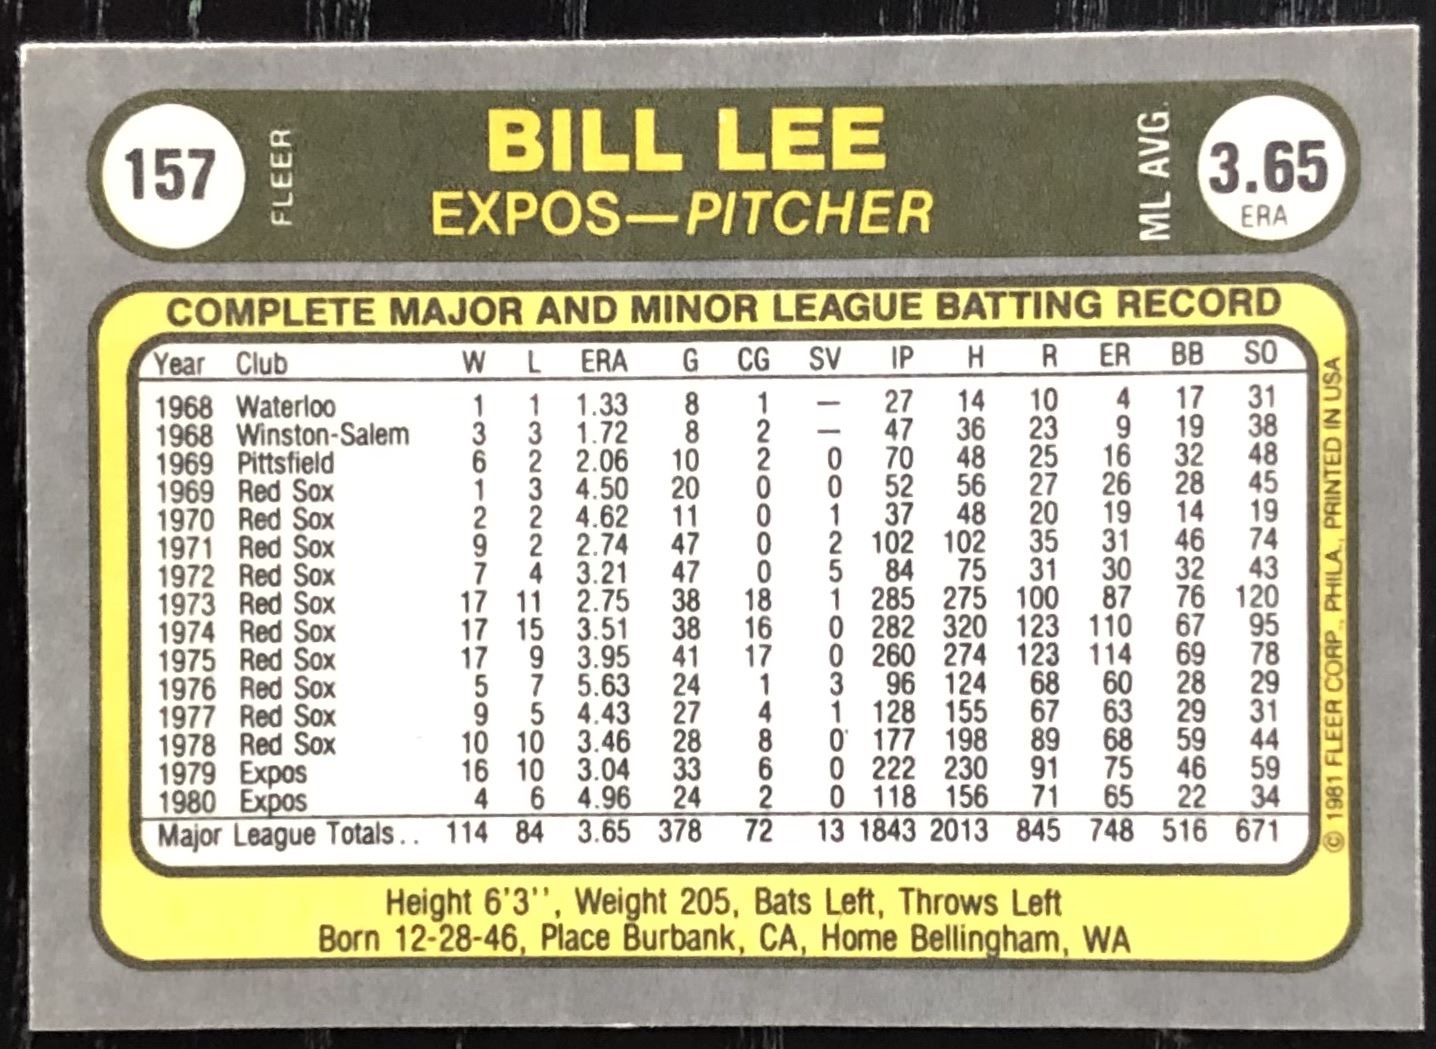 157 FLEER BILL LEE ML AVG. 3.65
EXPOS—PITCHER ERA
COMPLETE MAJOR AND MINOR LEAGUE BATTING RECORD
Year Club W L ERA G CG SV IP H R ER BB SO
1968 Waterloo 1 1 1.33 8 1 — 27 14 10 4 17 31
1968 Winston-Salem 3 3 1.72 8 2 — 47 36 23 9 19 38
1969 Pittsfield 6 2 2.06 10 2 0 70 48 25 16 32 48
1969 Red Sox 1 3 4.50 20 0 0 52 56 27 26 28 45
1970 Red Sox 2 2 4.62 11 0 1 37 48 20 19 14 19
1971 Red Sox 9 2 2.74 47 0 2 102 102 35 31 46 74
1972 Red Sox 7 4 3.21 47 0 5 84 75 31 30 32 43
1973 Red Sox 17 11 2.75 38 18 1 285 275 100 87 76 120
1974 Red Sox 17 15 3.51 38 16 0 282 320 123 110 67 95
1975 Red Sox 17 9 3.95 41 17 0 260 274 123 114 69 78
1976 Red Sox 5 7 5.63 24 1 3 96 124 68 60 28 29
1977 Red Sox 9 5 4.43 27 4 1 128 155 67 63 29 31
1978 Red Sox 10 10 3.46 28 8 0 177 198 89 68 59 44
1979 Expos 16 10 3.04 33 6 0 222 230 91 75 46 59
1980 Expos 4 6 4.96 24 2 0 118 156 71 65 22 34
Major League Totals.. 114 84 3.65 378 72 13 1843 2013 845 748 516 671
Height 6'3'', Weight 205, Bats Left, Throws Left
Born 12-28-46, Place Burbank, CA, Home Bellingham, WA
© 1981 FLEER CORP., PHILA., PRINTED IN USA